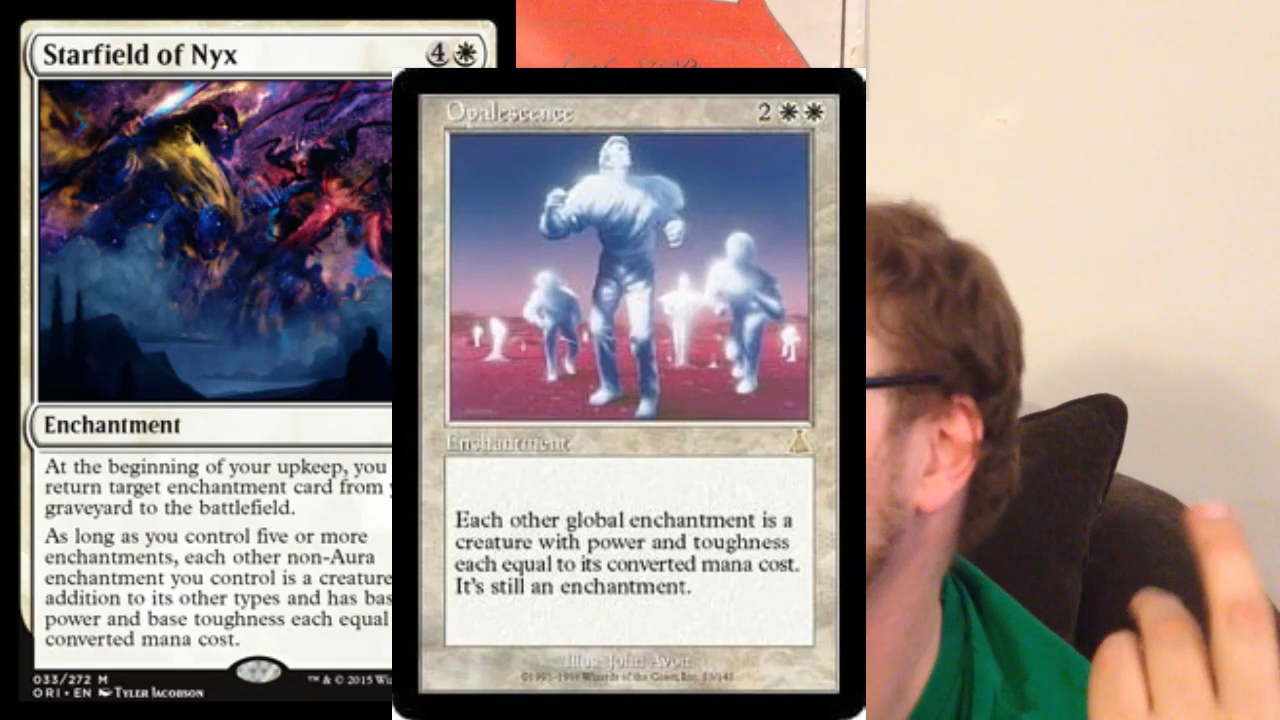 Starfield of Nyx
4
Enchantment
At the beginning of your upkeep, you
return target enchantment card from
graveyard to the battlefield.
As long as you control five or more
enchantments, each other non-Aura
enchantment you control is a creature
addition to its other types and has bas
power and base toughness each equal
converted mana cost.
033/272 M
ORI • EN TYLER JACOBSON
™ & © 2015 Wiz
Opalescence
2
Enchantment
Each other global enchantment is a
creature with power and toughness
each equal to its converted mana cost.
It's still an enchantment.
Illus. John Avon